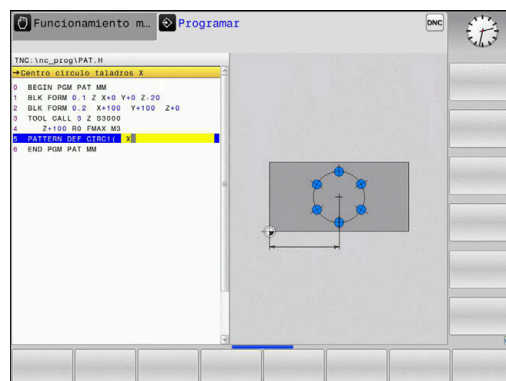 Funcionamiento m… Programar DNC
TNC:\nc_prog\PAT.H
→Centro circulo taladros X
0 BEGIN PGM PAT MM
1 BLK FORM 0.1 Z X+0 Y+0 Z-20
2 BLK FORM 0.2 X+100 Y+100 Z+0
3 TOOL CALL 3 Z S3000
4 Z+100 R0 FMAX M3
5 PATTERN DEF CIRC1( X
6 END PGM PAT MM